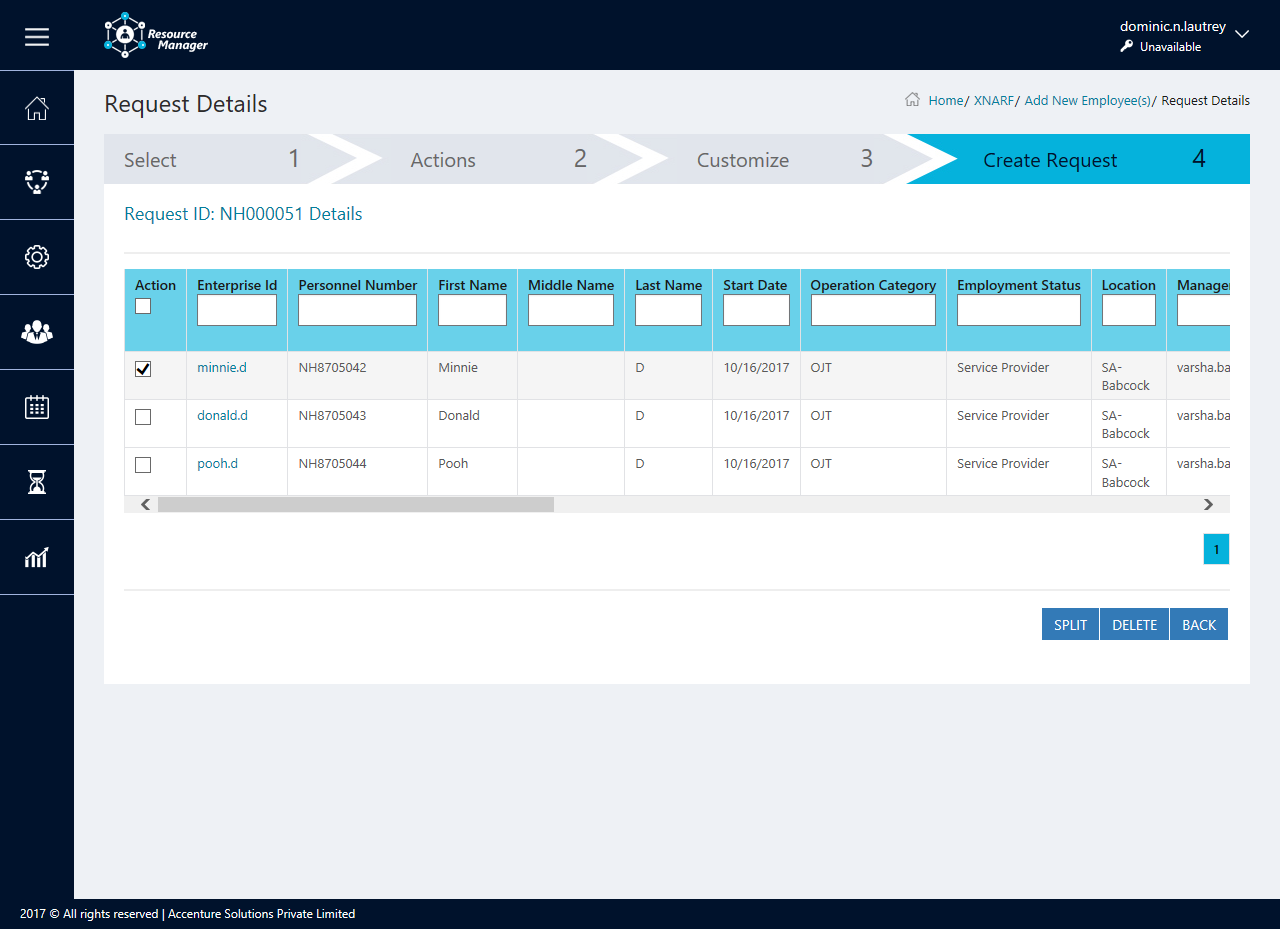 Resource
Manager
dominic.n.lautrey
Unavailable
Request Details
Home/ XNARF/ Add New Employee(s)/ Request Details
Select 1 Actions 2 Customize 3 Create Request 4
Request ID: NH000051 Details
Action Enterprise Id Personnel Number First Name Middle Name Last Name Start Date Operation Category Employment Status Location Manager
minnie.d NH8705042 Minnie D 10/16/2017 OJT Service Provider SA- varsha.ba
Babcock
donald.d NH8705043 Donald D 10/16/2017 OJT Service Provider SA- varsha.ba
Babcock
pooh.d NH8705044 Pooh D 10/16/2017 OJT Service Provider SA- varsha.ba
Babcock
1
SPLIT DELETE BACK
2017 © All rights reserved | Accenture Solutions Private Limited